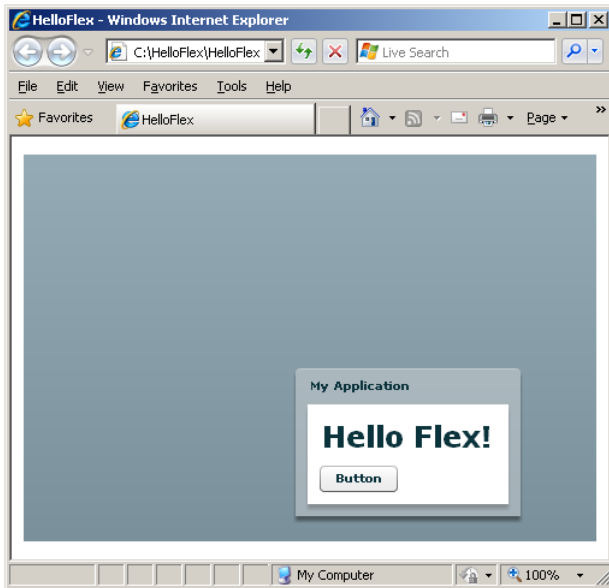 HelloFlex - Windows Internet Explorer
C:\HelloFlex\HelloFlex
Live Search
File Edit View Favorites Tools Help
Favorites HelloFlex Page »
My Application
Hello Flex!
Button
My Computer 100%